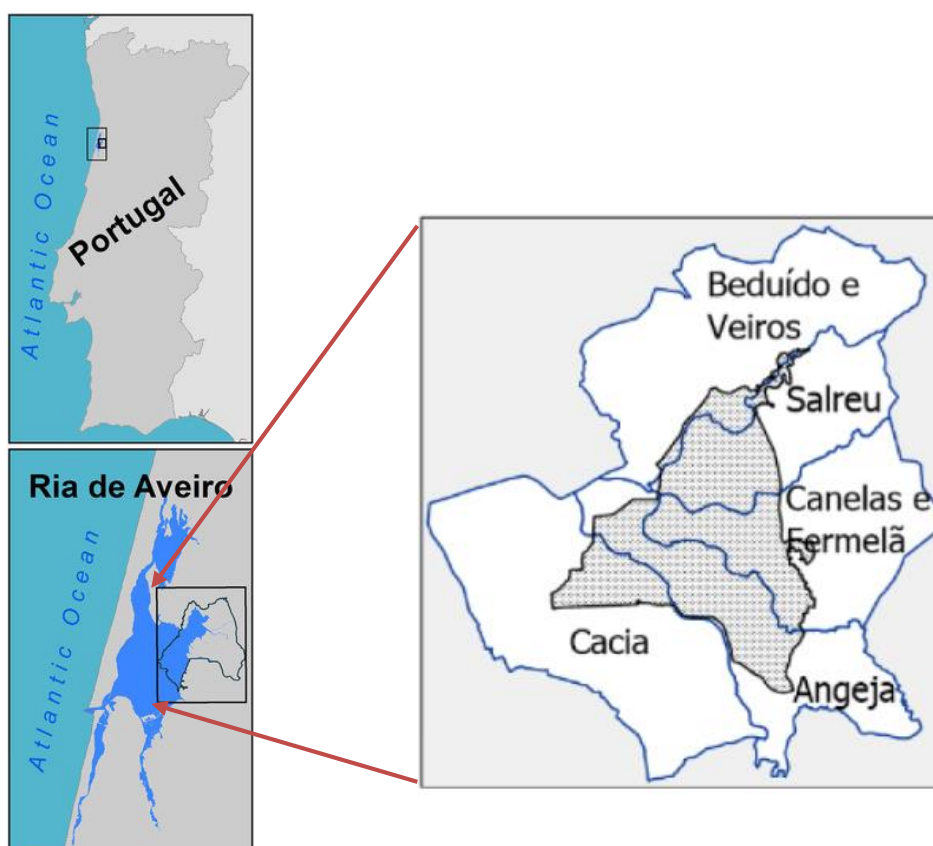 Atlantic Ocean
Portugal
Ria de Aveiro
Atlantic Ocean
Beduído e
Veiros
Salreu
Canelas e
Fermelã
Cacia
Angeja